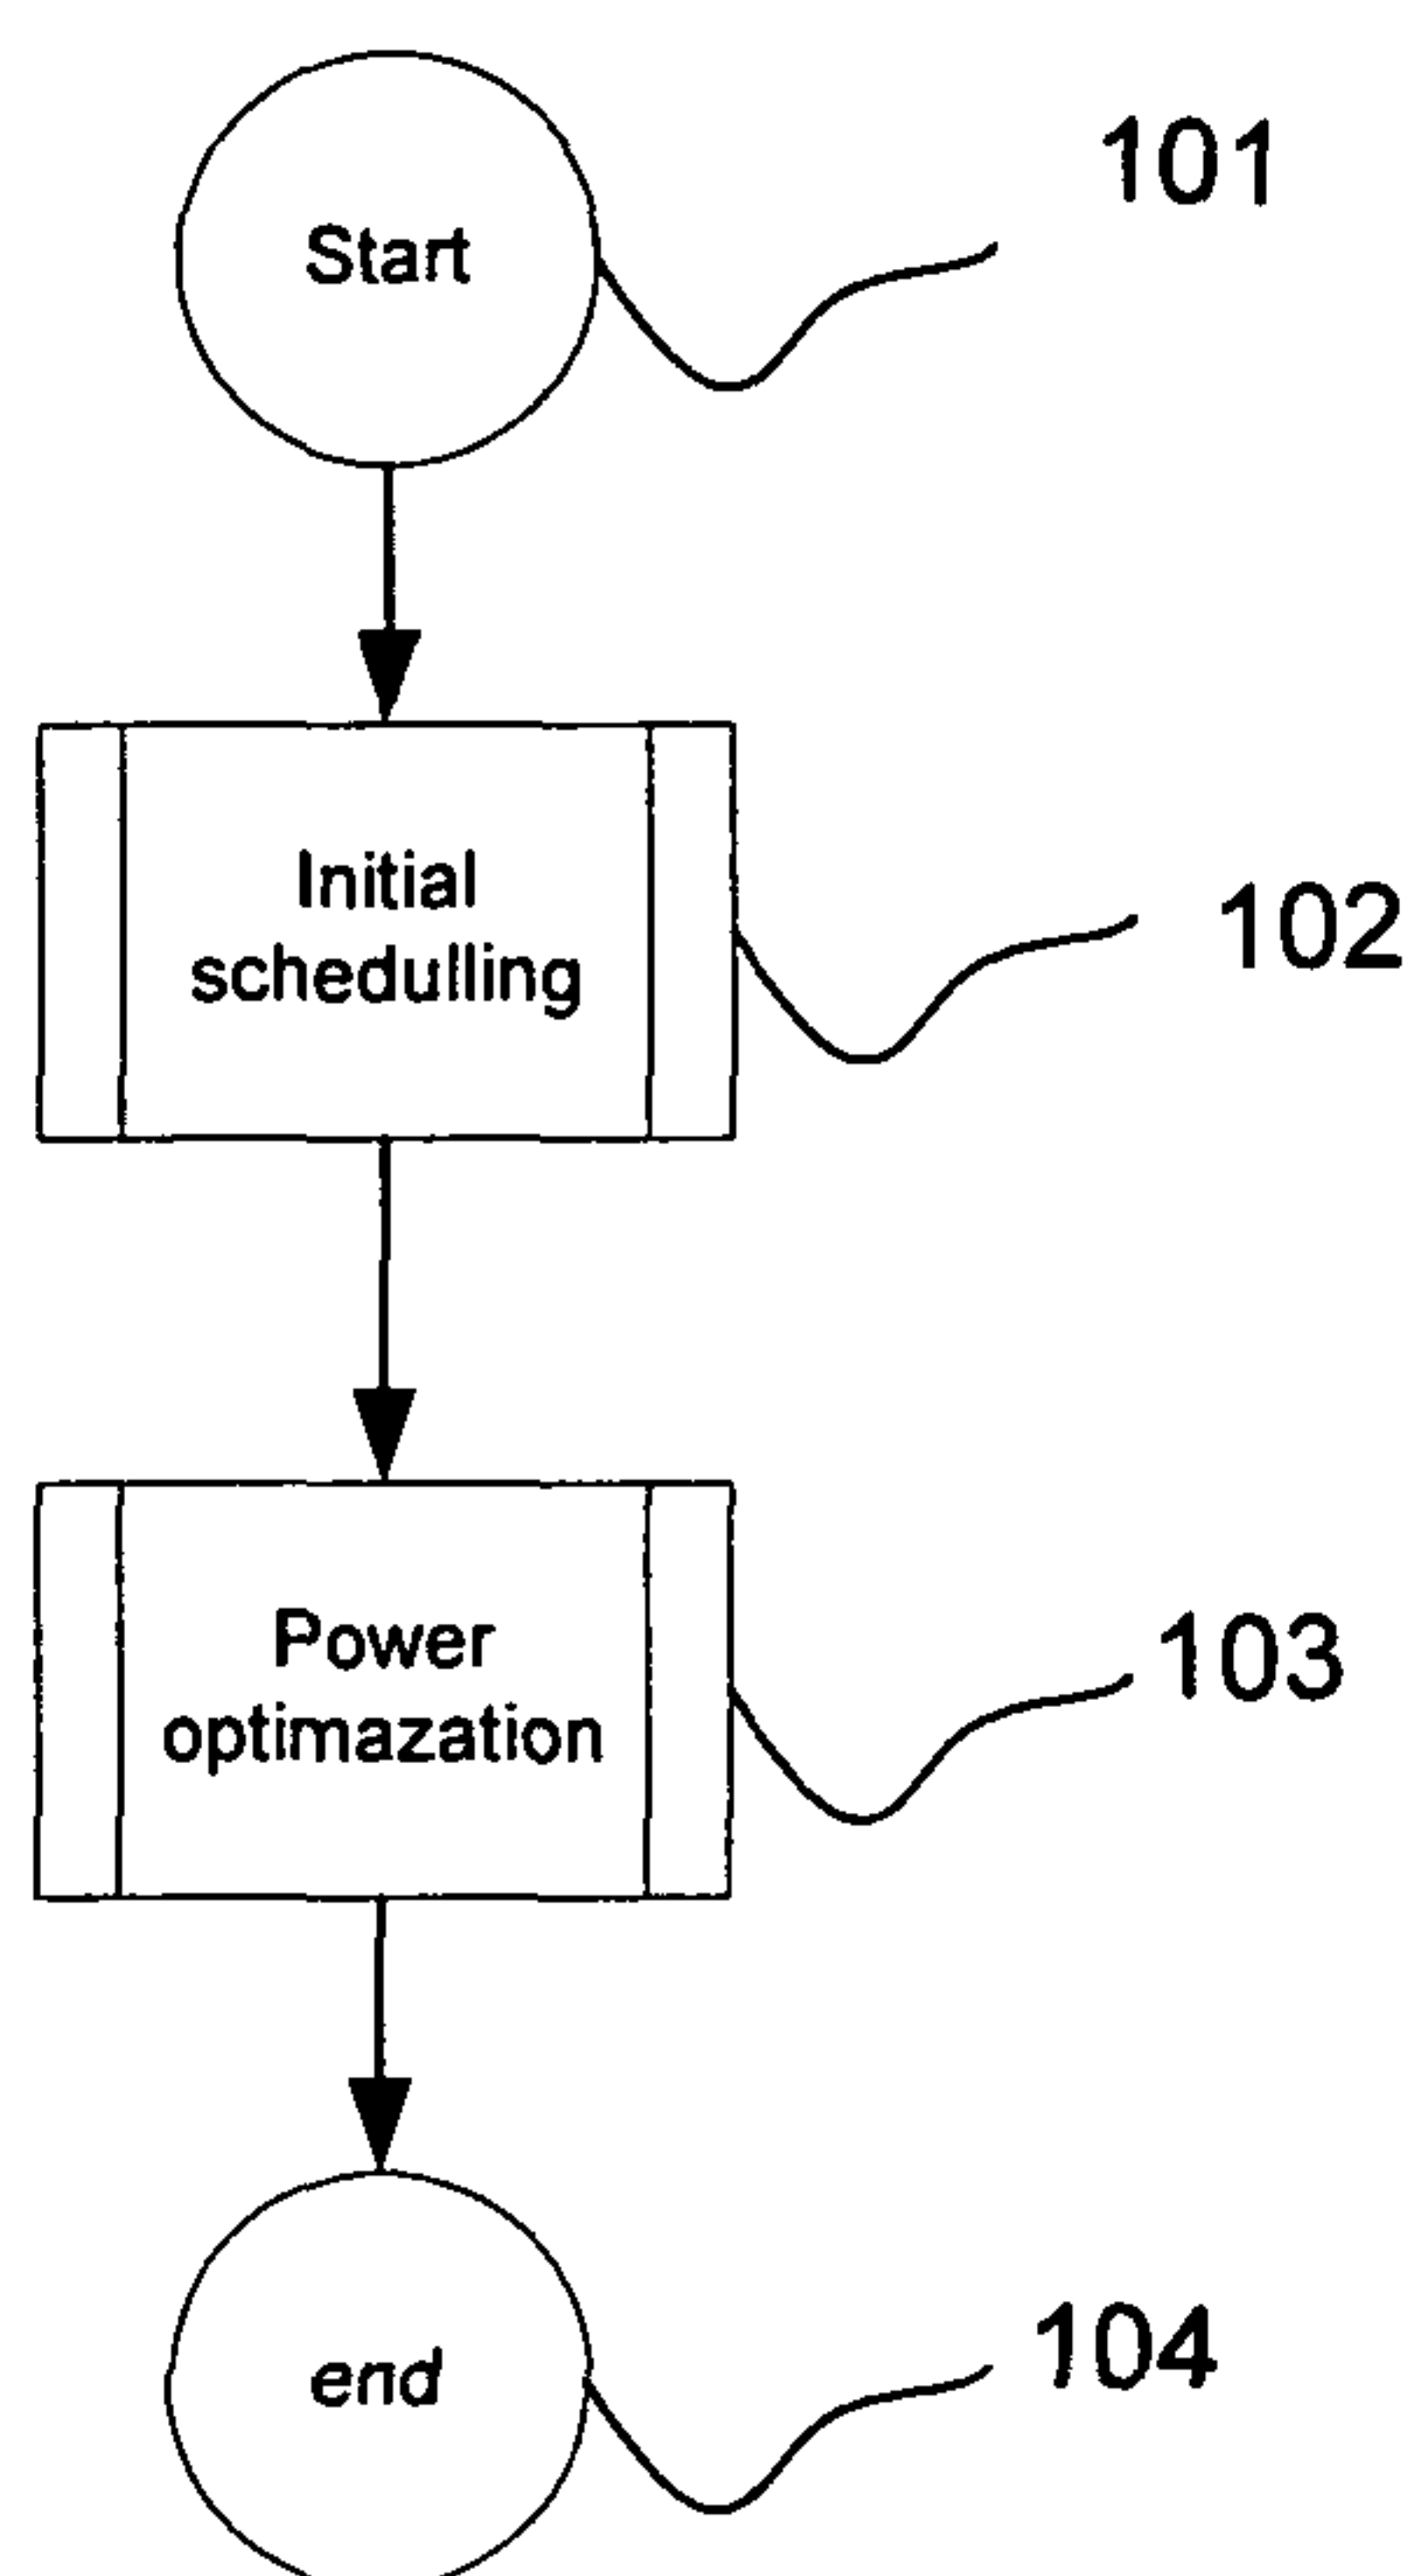 Start
101
Initial
schedulling
102
Power
optimazation
103
end
104